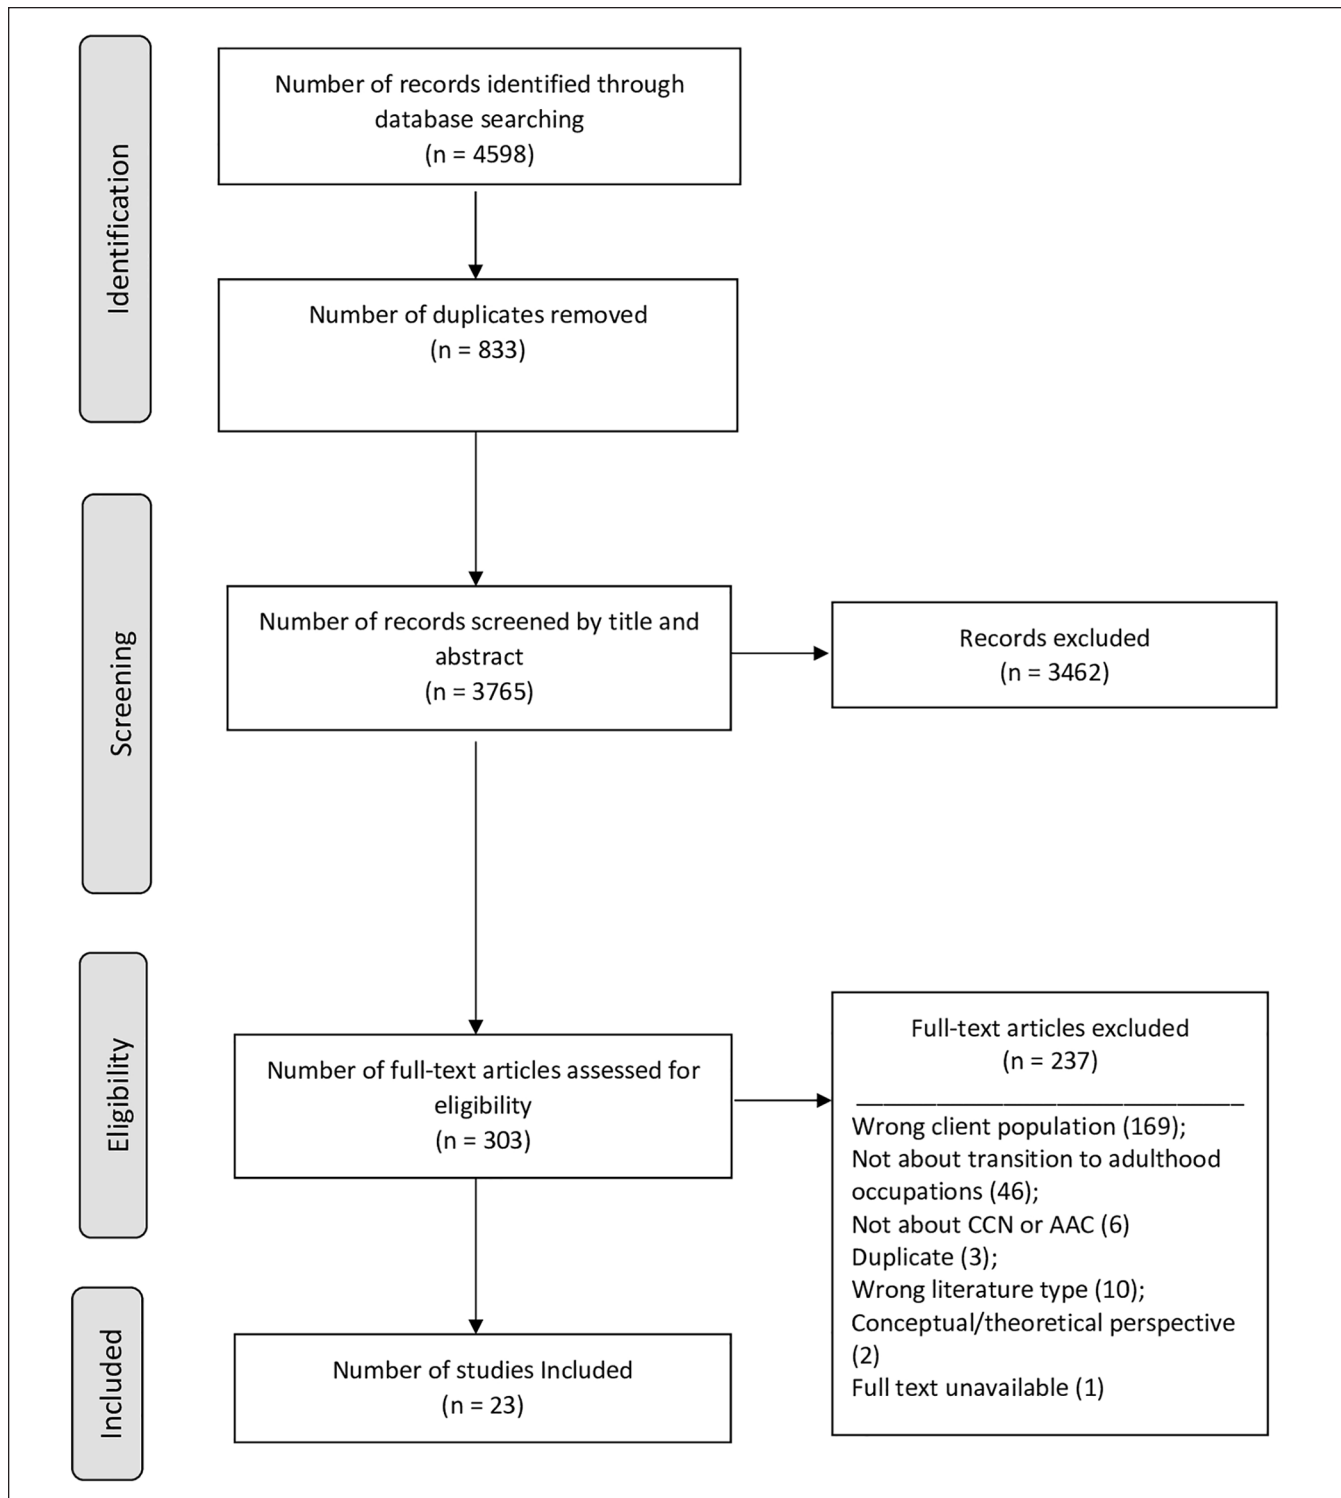 Identification
Number of records identified through
database searching
(n = 4598)
Number of duplicates removed
(n = 833)
Screening
Number of records screened by title and
abstract
(n = 3765)
Records excluded
(n = 3462)
Eligibility
Number of full-text articles assessed for
eligibility
(n = 303)
Full-text articles excluded
(n = 237)
Wrong client population (169);
Not about transition to adulthood
occupations (46);
Not about CCN or AAC (6)
Duplicate (3);
Wrong literature type (10);
Conceptual/theoretical perspective
(2)
Full text unavailable (1)
Included
Number of studies Included
(n = 23)